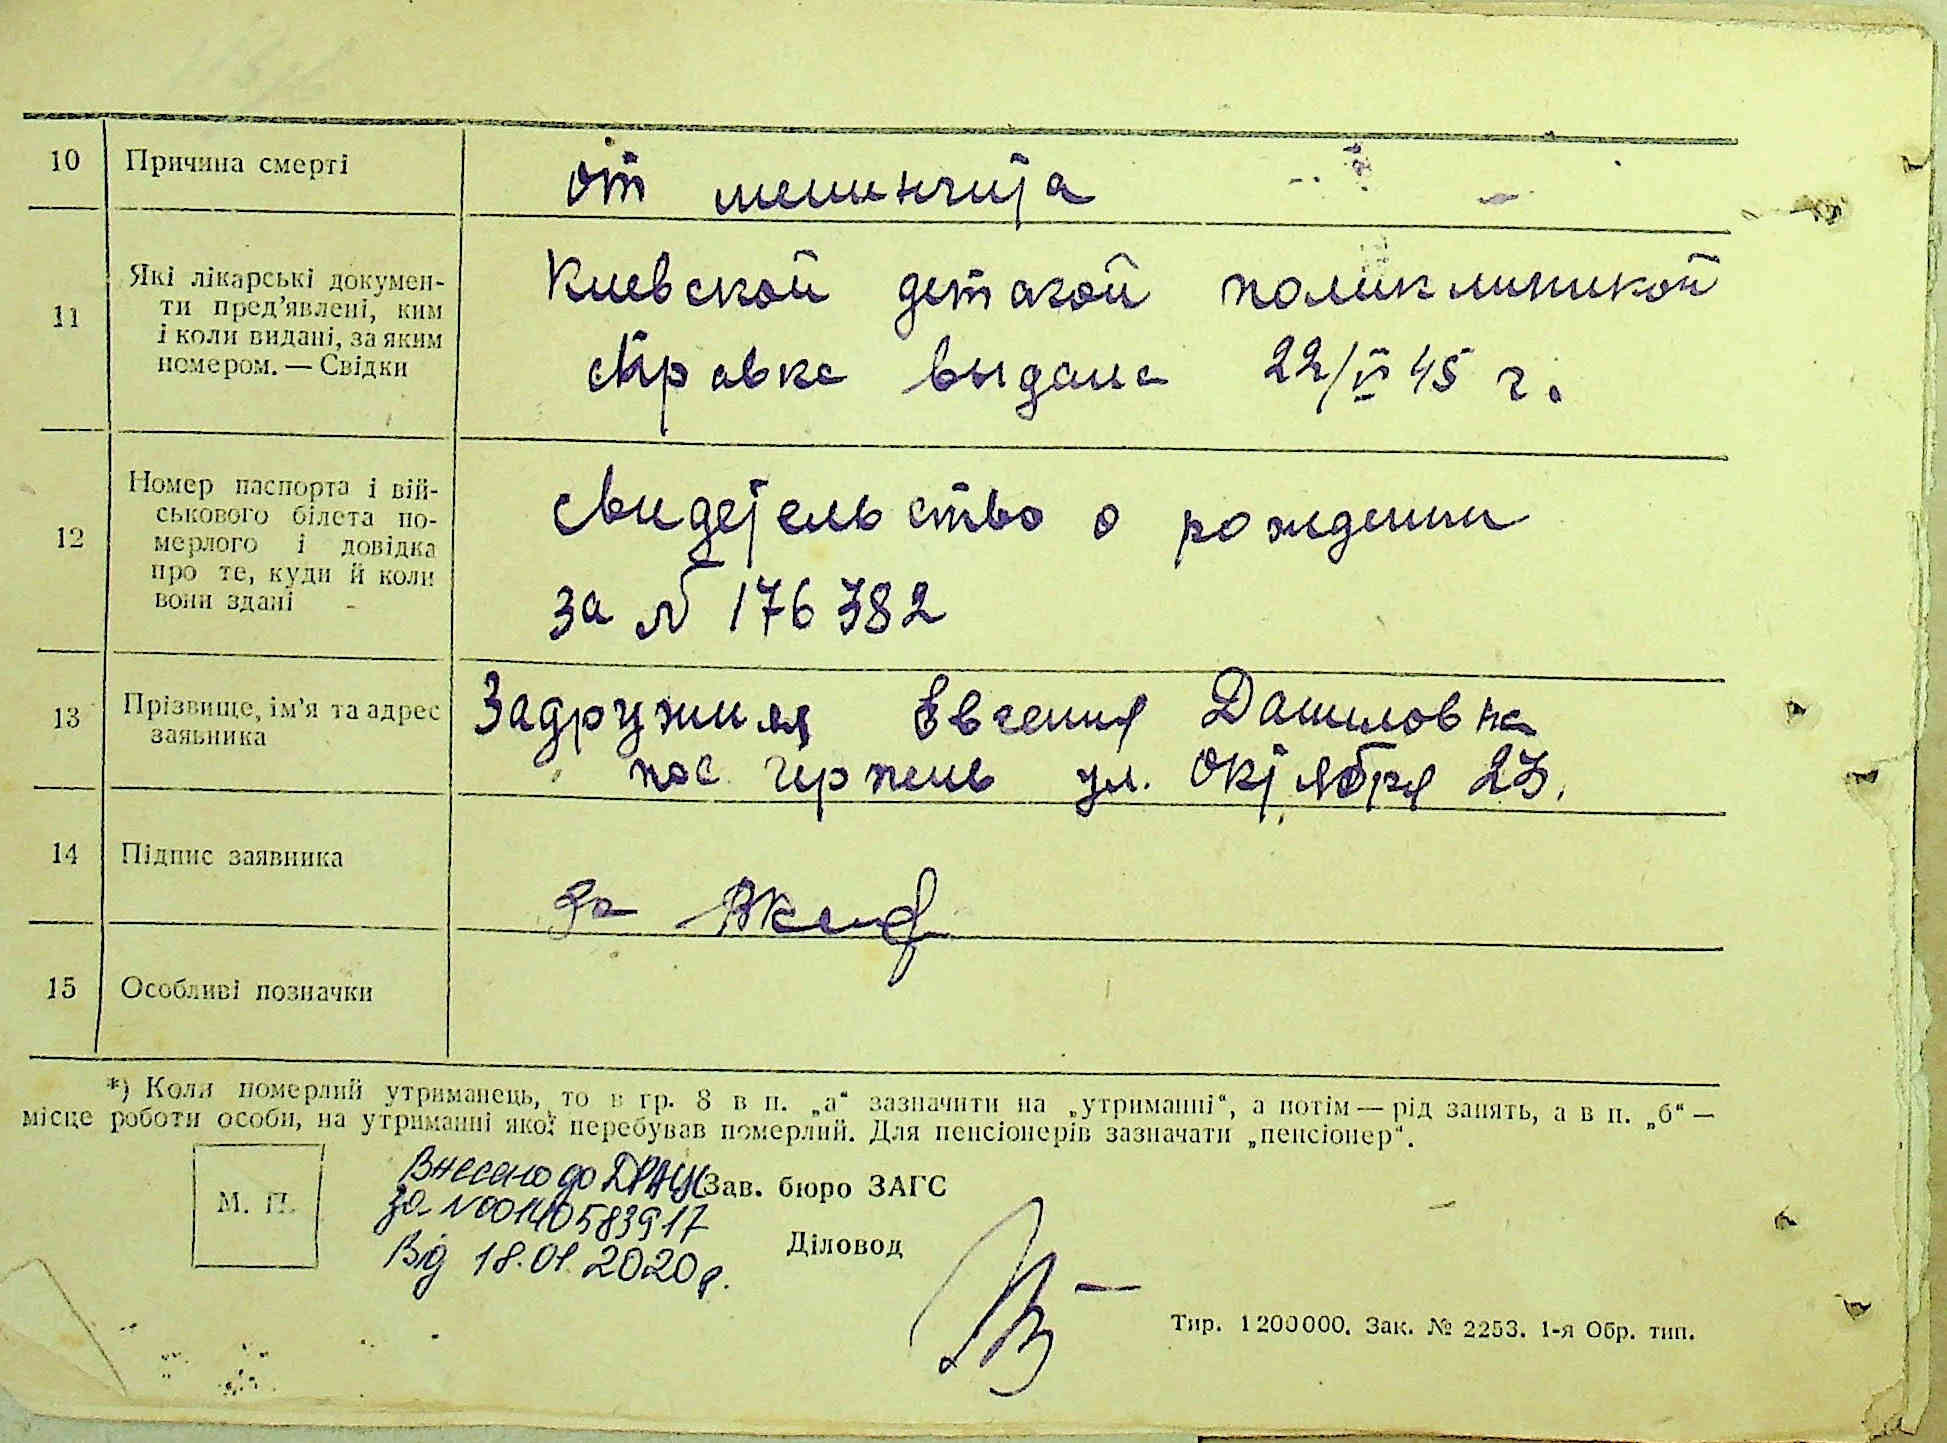 10 Причина смерті от менингита
11 Які лікарські докумен-
ти пред’явлені, ким
і коли видані, за яким
номером. — Свідки
Киевской детской поликлиникой
справка выдана 22/VI 45 г.
12 Номер паспорта і вій-
ськового білета по-
мерлого і довідка
про те, куди й коли
вони здані
свидетельство о рождении
за № 176382
13 Прізвище, ім’я та адрес
заявника
Евгения Даниловна
пос Ирпень ул. Октября 23.
14 Підпис заявника
за
15 Особливі позначки
*) Коли померлий утриманець, то в гр. 8 в п. „а“ зазначити на „утриманні“, а потім — рід занять, а в п. „б“ —
місце роботи особи, на утриманні якої перебував померлий. Для пенсіонерів зазначати „пенсіонер“.
М. П.
Внесено до ДРАЦС
за №00140583917
Від 18.01.2020р.
Зав. бюро ЗАГС
Діловод
Тир. 1200000. Зак. № 2253. 1-я Обр. тип.